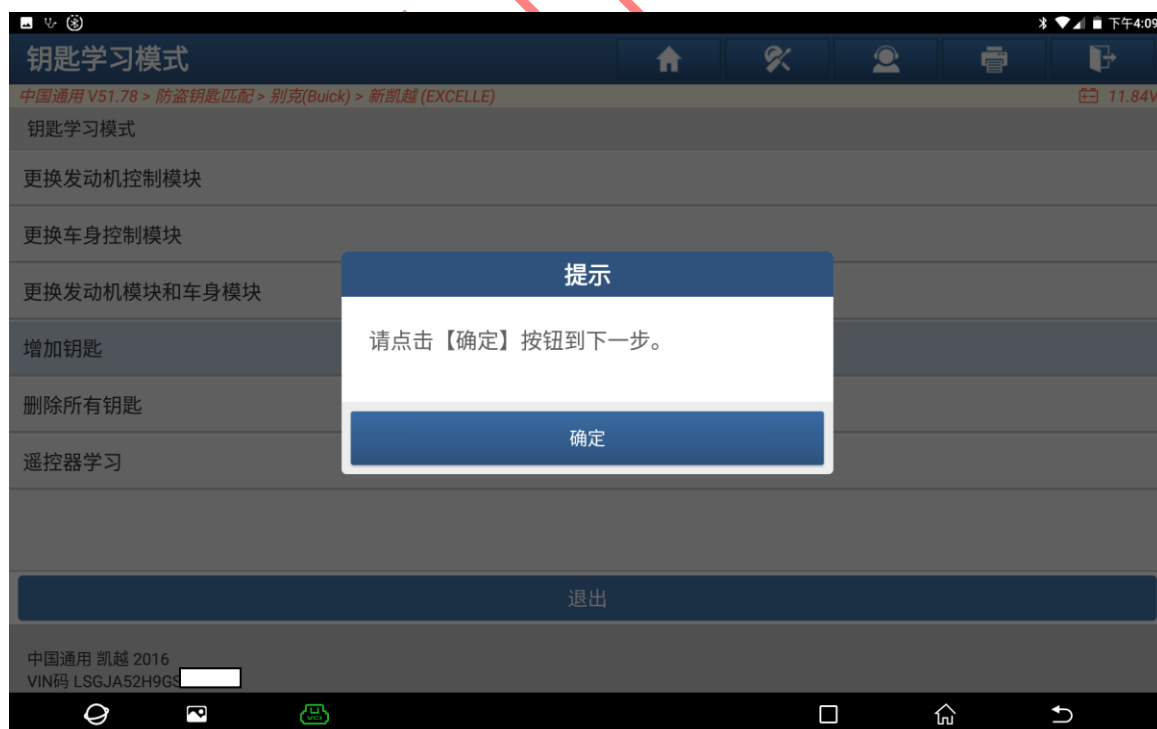 下午4:09
钥匙学习模式
中国通用 V51.78 > 防盗钥匙匹配 > 别克(Buick) > 新凯越 (EXCELLE)
11.84V
钥匙学习模式
更换发动机控制模块
更换车身控制模块
更换发动机模块和车身模块
增加钥匙
删除所有钥匙
遥控器学习
提示
请点击【确定】按钮到下一步。
确定
退出
中国通用 凯越 2016
VIN码 LSGJA52H9GS
VCI